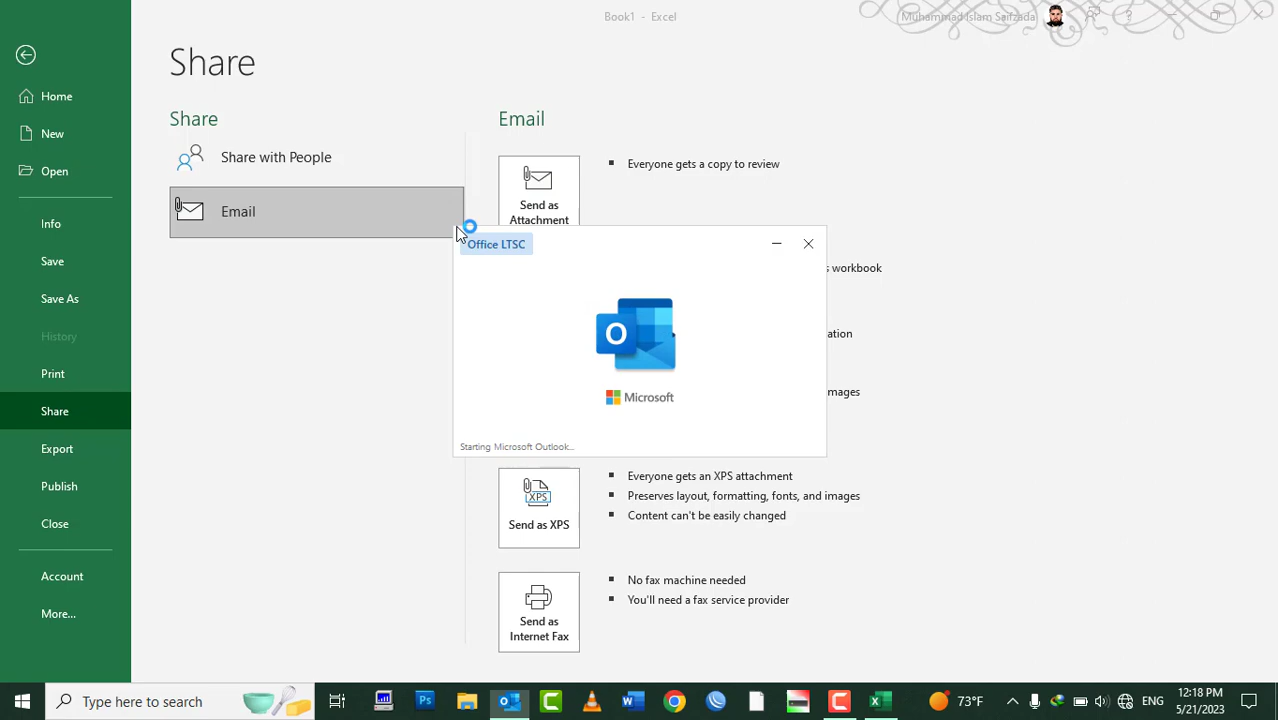 Book1 - Excel
Muhammad Islam Saifzada
?
Share
Home
New
Open
Info
Save
Save As
History
Print
Share
Export
Publish
Close
Account
More...
Share
Share with People
Email
Email
Send as
Attachment
Everyone gets a copy to review
s workbook
ation
mages
Office LTSC
O
Microsoft
Starting Microsoft Outlook...
XPS
Send as XPS
Everyone gets an XPS attachment
Preserves layout, formatting, fonts, and images
Content can't be easily changed
Send as
Internet Fax
No fax machine needed
You'll need a fax service provider
Type here to search
Ps
73°F
ENG
12:18 PM
5/21/2023